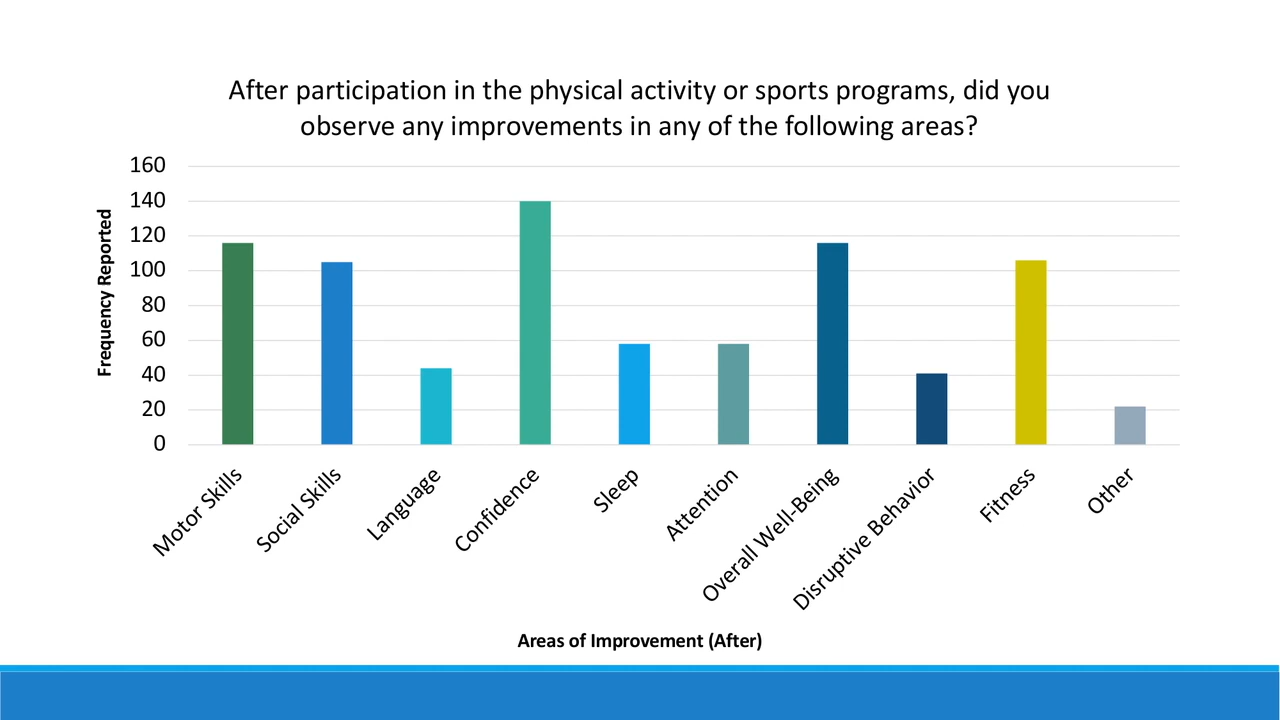 After participation in the physical activity or sports programs, did you
observe any improvements in any of the following areas?
160
140
120
100
80
60
40
20
0
Frequency Reported
Motor Skills
Social Skills
Language
Confidence
Sleep
Attention
Overall Well-Being
Disruptive Behavior
Fitness
Other
Areas of Improvement (After)